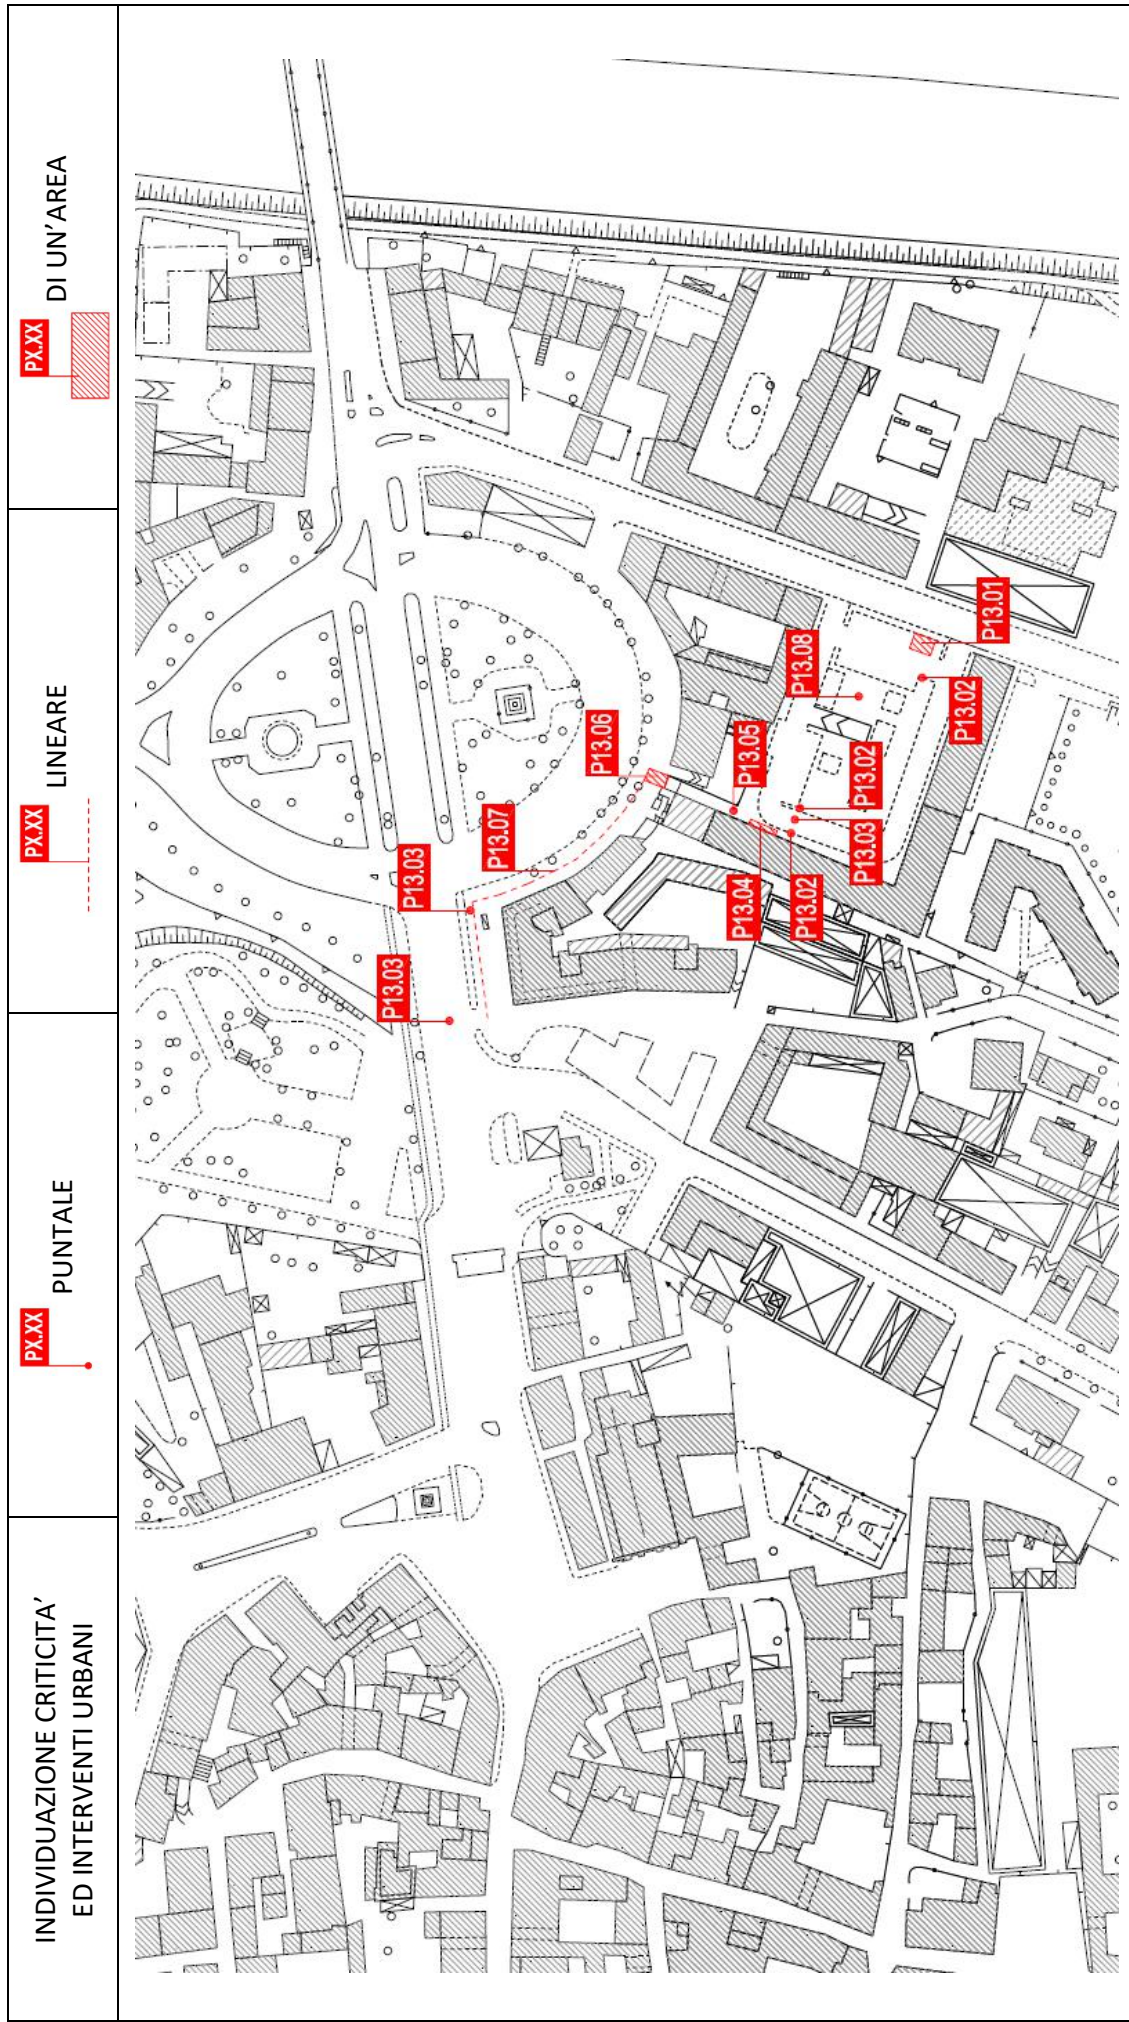 INDIVIDUAZIONE CRITICITA'
ED INTERVENTI URBANI
PX.XX
PUNTALE
PX.XX
LINEARE
PX.XX
DI UN'AREA
P13.03
P13.03
P13.07
P13.06
P13.04
P13.05
P13.02
P13.08
P13.03
P13.02
P13.02
P13.01